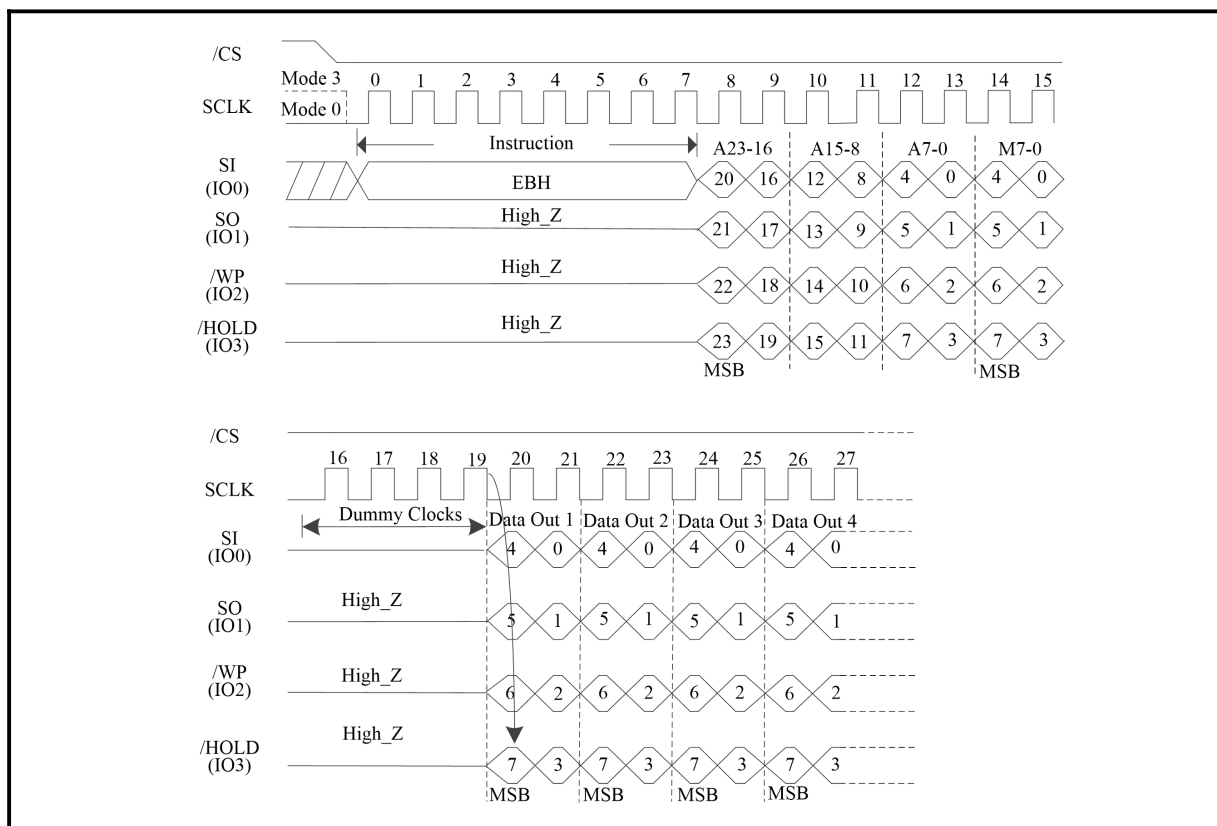 /CS
Mode 3 0 1 2 3 4 5 6 7 8 9 10 11 12 13 14 15
SCLK Mode 0
Instruction A23-16 A15-8 A7-0 M7-0
SI
(IO0) EBH 20 16 12 8 4 0 4 0
SO
(IO1) High_Z 21 17 13 9 5 1 5 1
/WP
(IO2) High_Z 22 18 14 10 6 2 6 2
/HOLD
(IO3) High_Z 23 19 15 11 7 3 7 3
MSB MSB
/CS
16 17 18 19 20 21 22 23 24 25 26 27
SCLK
Dummy Clocks Data Out 1 Data Out 2 Data Out 3 Data Out 4
SI
(IO0) 4 0 4 0 4 0 4 0
SO
(IO1) High_Z 5 1 5 1 5 1 5 1
/WP
(IO2) High_Z 6 2 6 2 6 2 6 2
/HOLD
(IO3) High_Z 7 3 7 3 7 3 7 3
MSB MSB MSB MSB